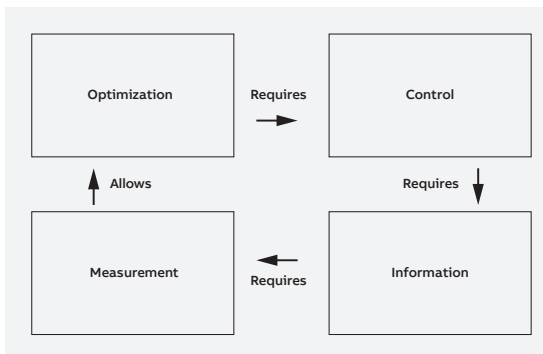 Optimization
Requires
Control
Allows
Requires
Measurement
Requires
Information